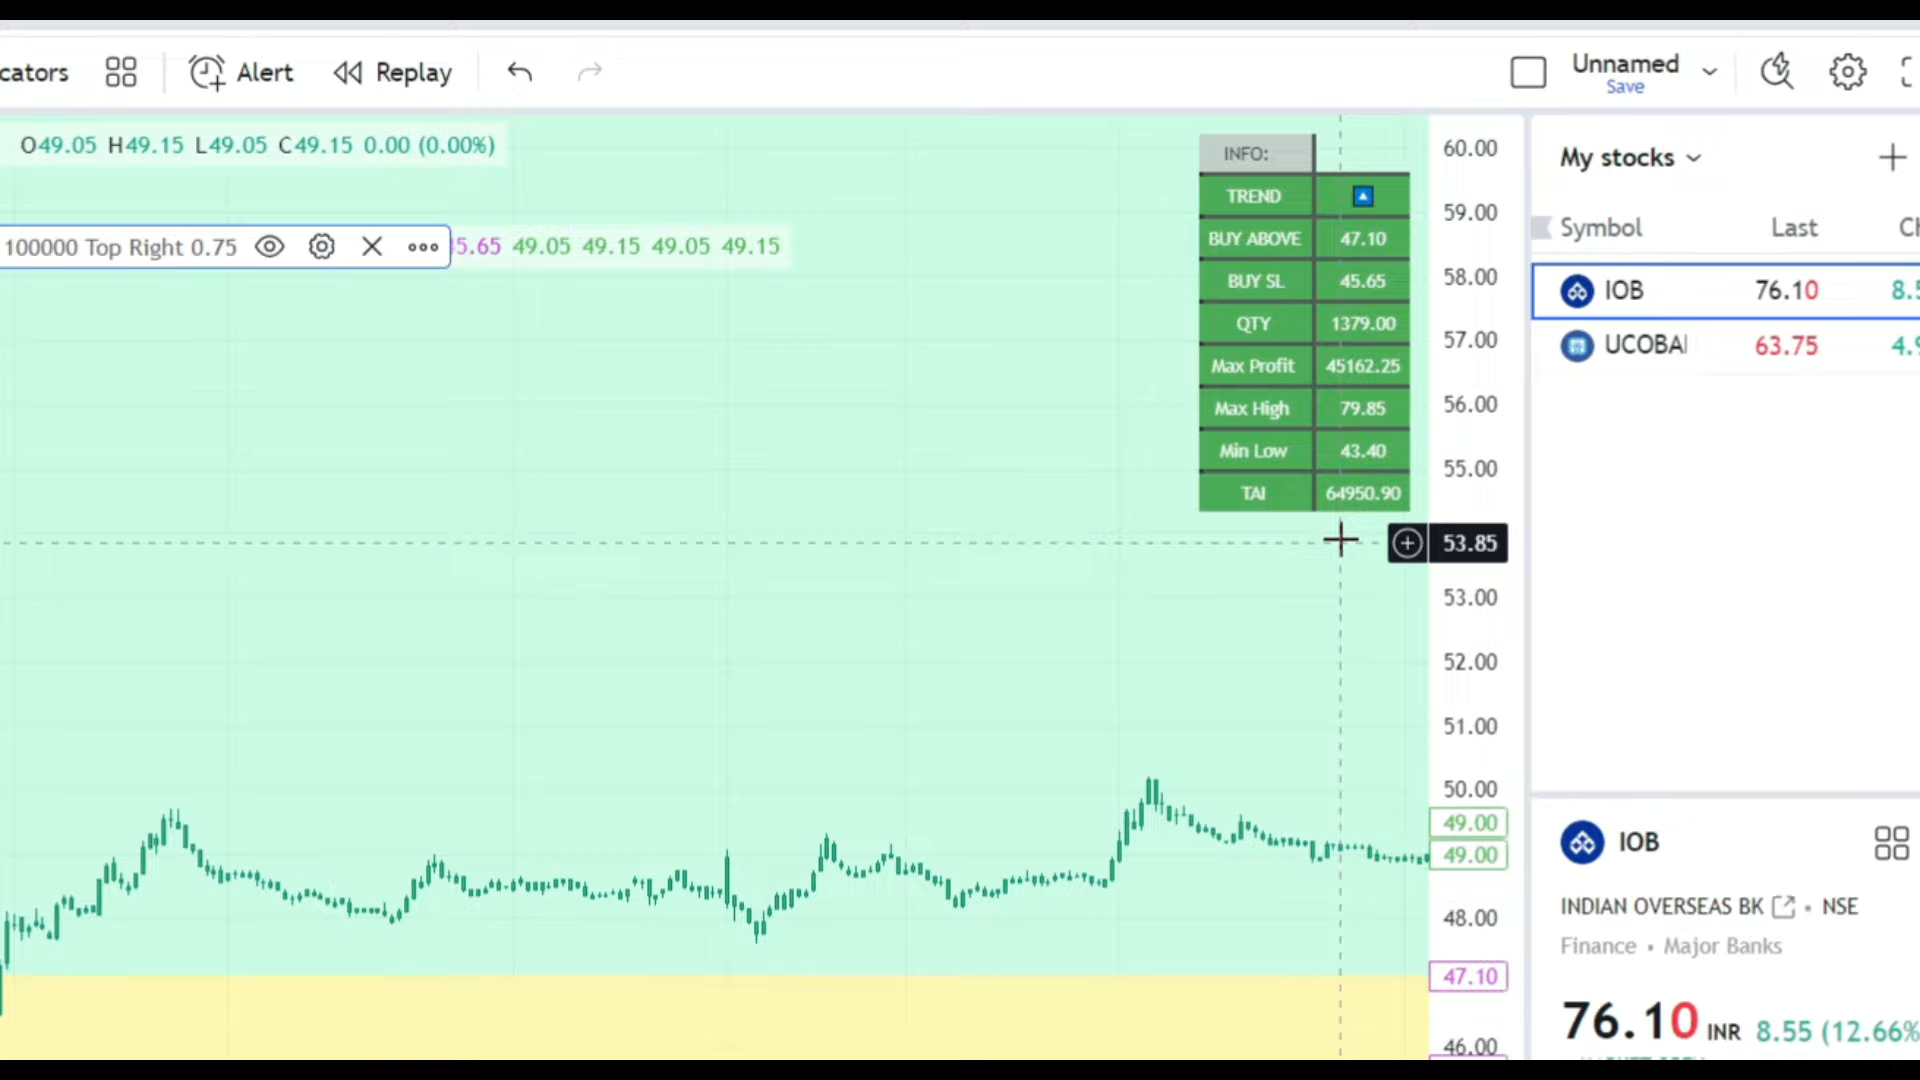 cators Alert Replay Unnamed
Save
O49.05 H49.15 L49.05 C49.15 0.00 (0.00%)
100000 Top Right 0.75 5.65 49.05 49.15 49.05 49.15
INFO:
TREND
BUY ABOVE 47.10
BUY SL 45.65
QTY 1379.00
Max Profit 45162.25
Max High 79.85
Min Low 43.40
TAI 64950.90
60.00
59.00
58.00
57.00
56.00
55.00
53.85
53.00
52.00
51.00
50.00
49.00
49.00
48.00
47.10
46.00
My stocks
Symbol Last Ch
IOB 76.10 8.5
UCOBA 63.75 4.9
IOB
INDIAN OVERSEAS BK • NSE
Finance • Major Banks
76.10 INR 8.55 (12.66%